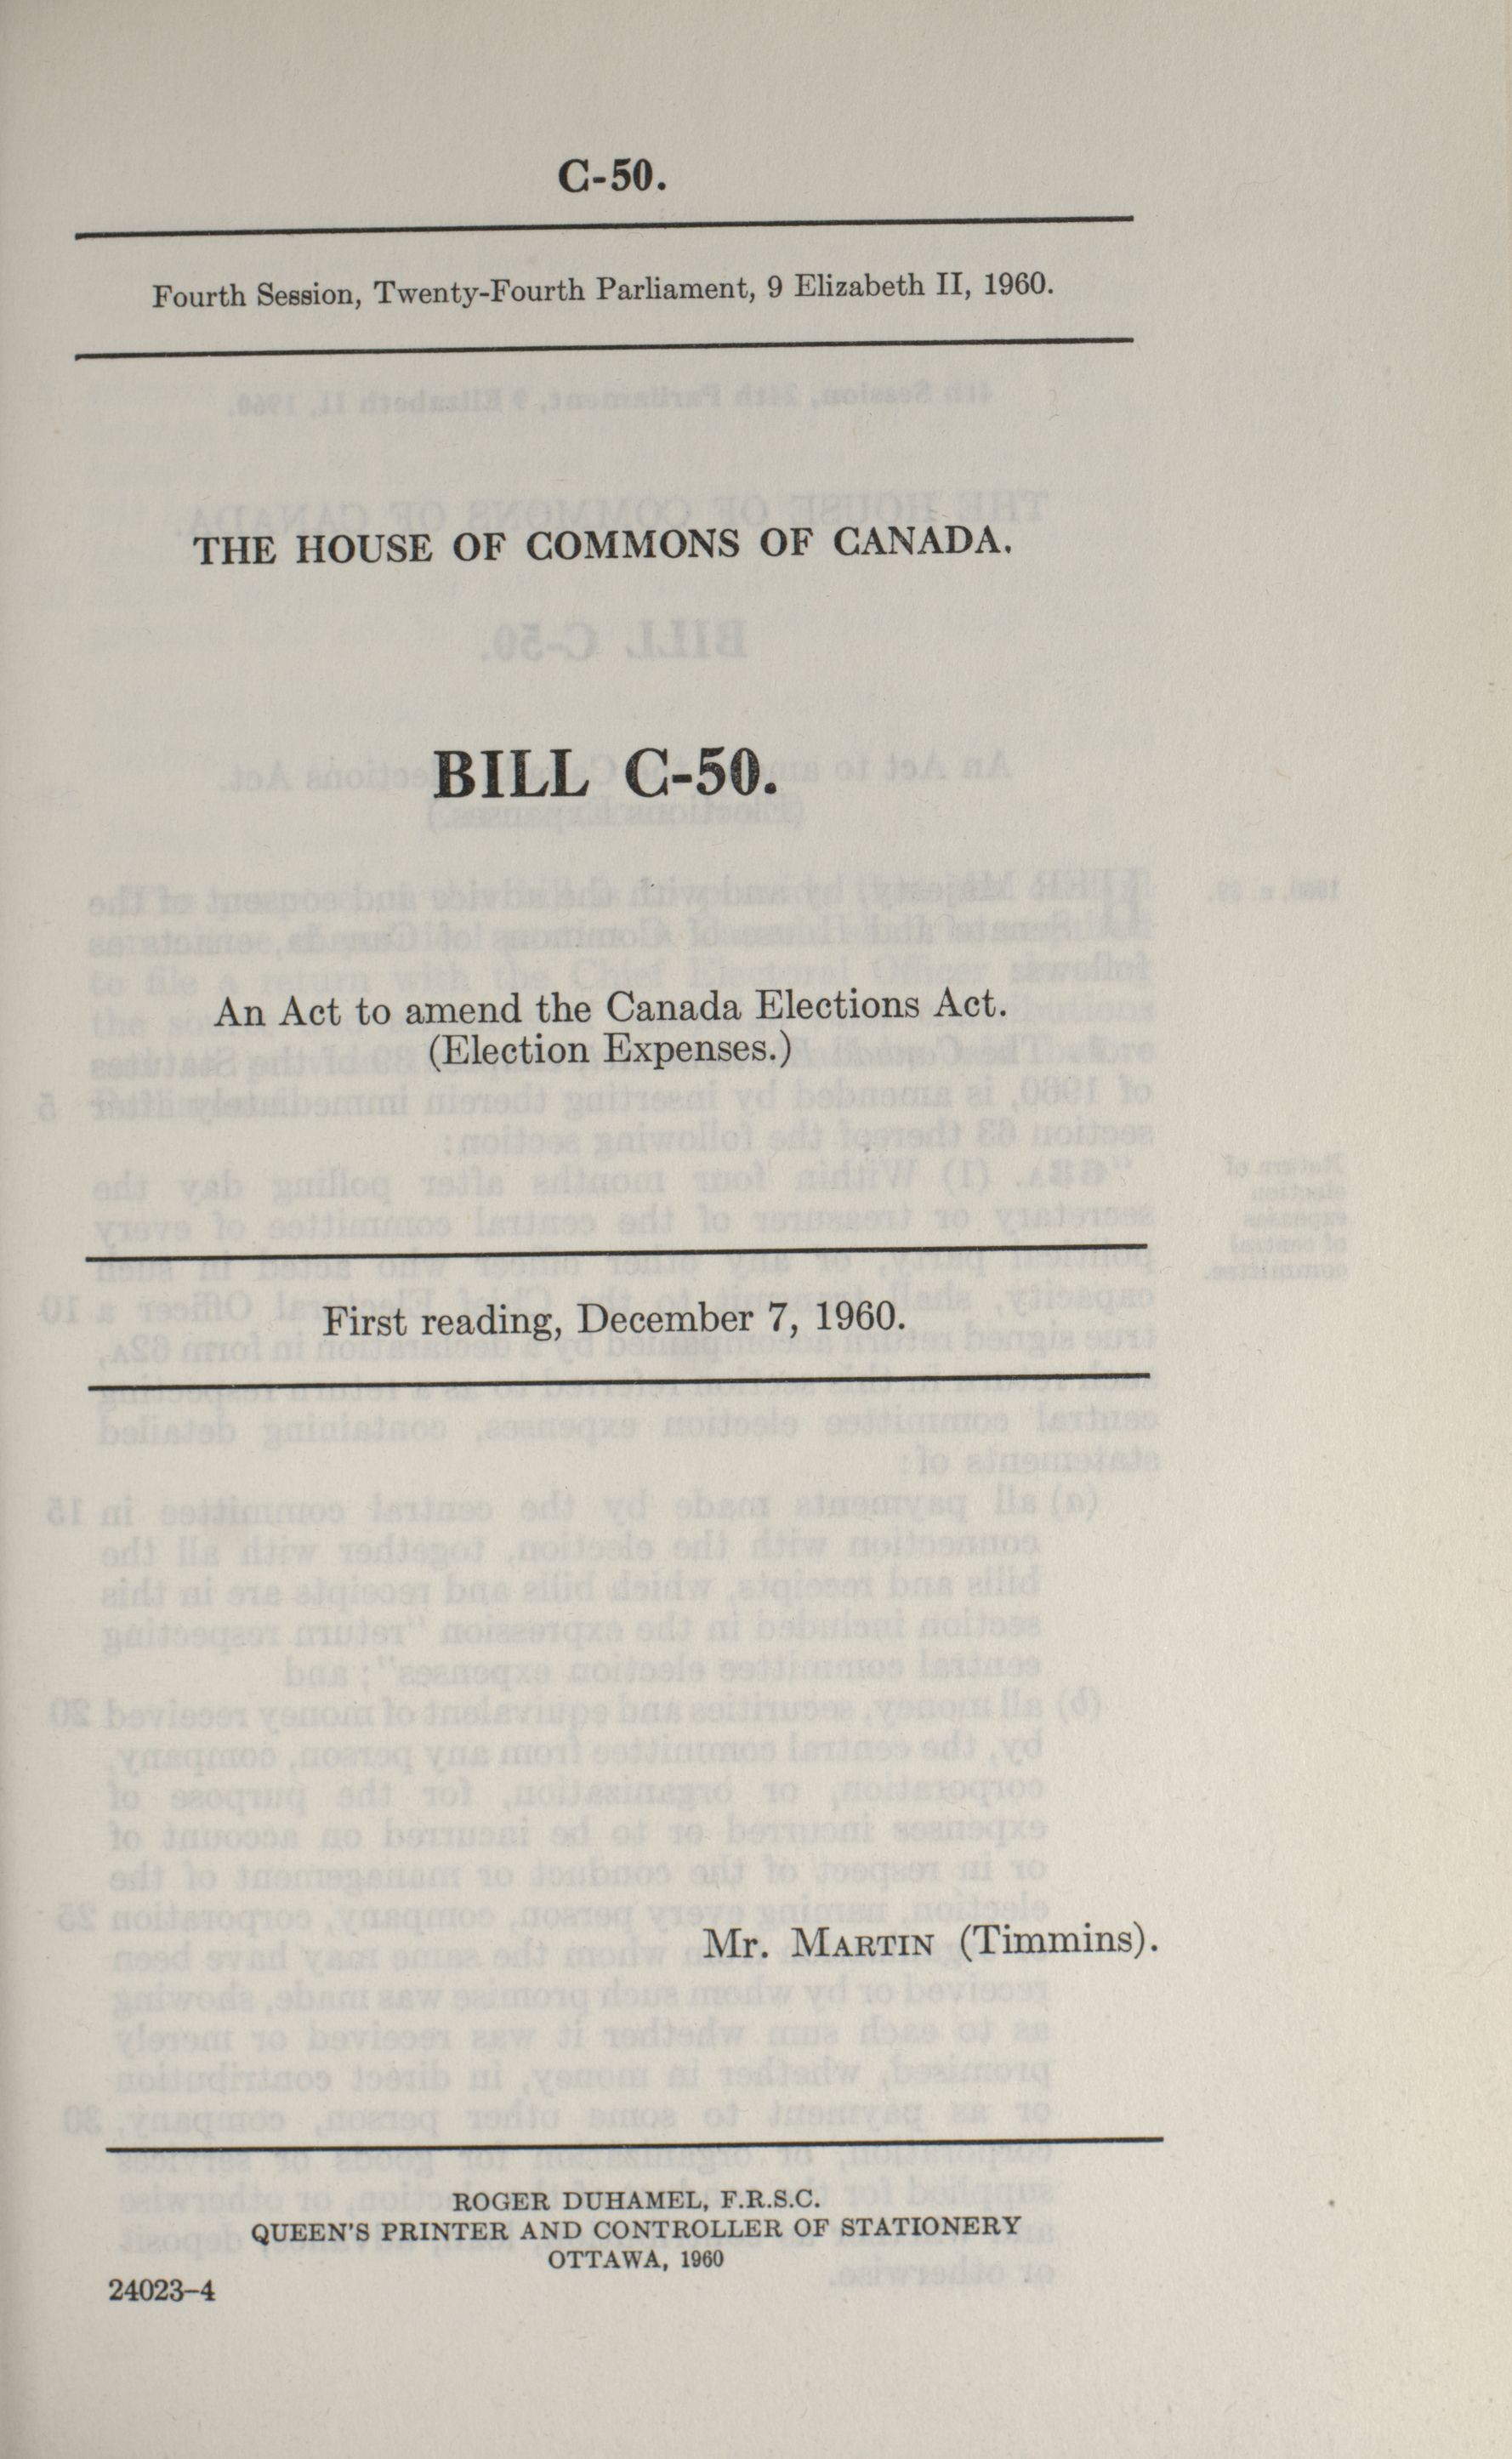 C-50.
Fourth Session, Twenty-Fourth Parliament, 9 Elizabeth II, 1960.
THE HOUSE OF COMMONS OF CANADA.
BILL C-50.
An Act to amend the Canada Elections Act.
(Election Expenses.)
First reading, December 7, 1960.
Mr. MARTIN (Timmins).
ROGER DUHAMEL, F.R.S.C.
QUEEN'S PRINTER AND CONTROLLER OF STATIONERY
OTTAWA, 1960
24023–4